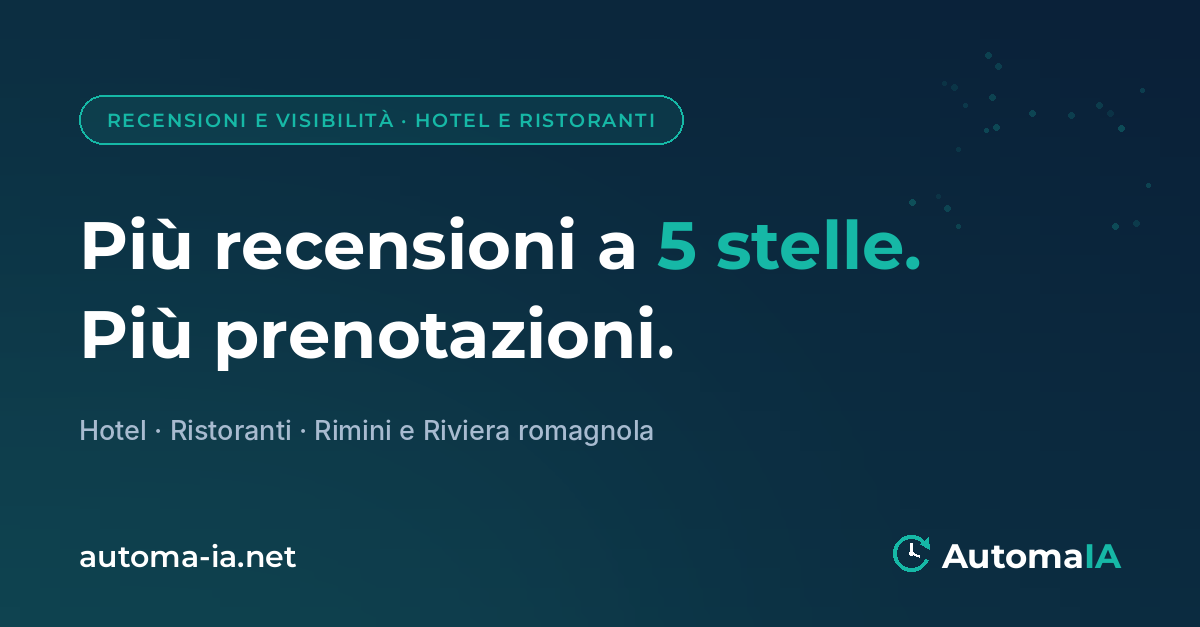 RECENSIONI E VISIBILITÀ · HOTEL E RISTORANTI
Più recensioni a 5 stelle.
Più prenotazioni.
Hotel · Ristoranti · Rimini e Riviera romagnola
automa-ia.net
AutomaIA